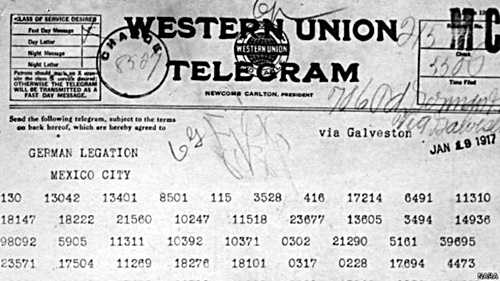 CLASS OF SERVICE DESIRED
Fast Day Message
Day Letter
Night Message
Night Letter
Patrons should mark an X oppo-
site the class of service desired;
OTHERWISE THE TELEGRAM
WILL BE TRANSMITTED AS A
FAST DAY MESSAGE.
CHARGE
WESTERN UNION
WESTERN UNION
TELEGRAM
NEWCOMB CARLTON, PRESIDENT
Check
Time Filed
Send the following telegram, subject to the terms
on back hereof, which are hereby agreed to
via Galveston
JAN 19 1917
GERMAN LEGATION
MEXICO CITY
130 13042 13401 8501 115 3528 416 17214 6491 11310
18147 18222 21560 10247 11518 23677 13605 3494 14936
98092 5905 11311 10392 10371 0302 21290 5161 39695
23571 17504 11269 18276 18101 0317 0228 17694 4473
NARA